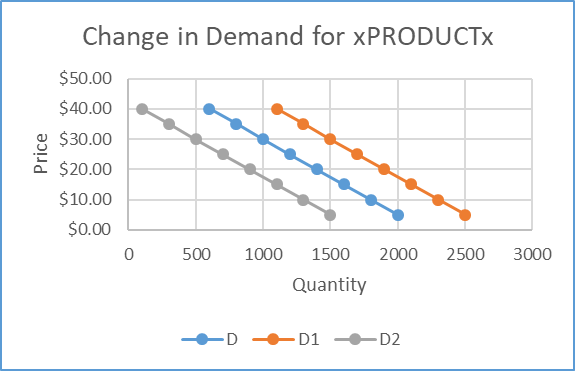 Change in Demand for xPRODUCTx
Price
$50.00
$40.00
$30.00
$20.00
$10.00
$0.00
0 500 1000 1500 2000 2500 3000
Quantity
D D1 D2